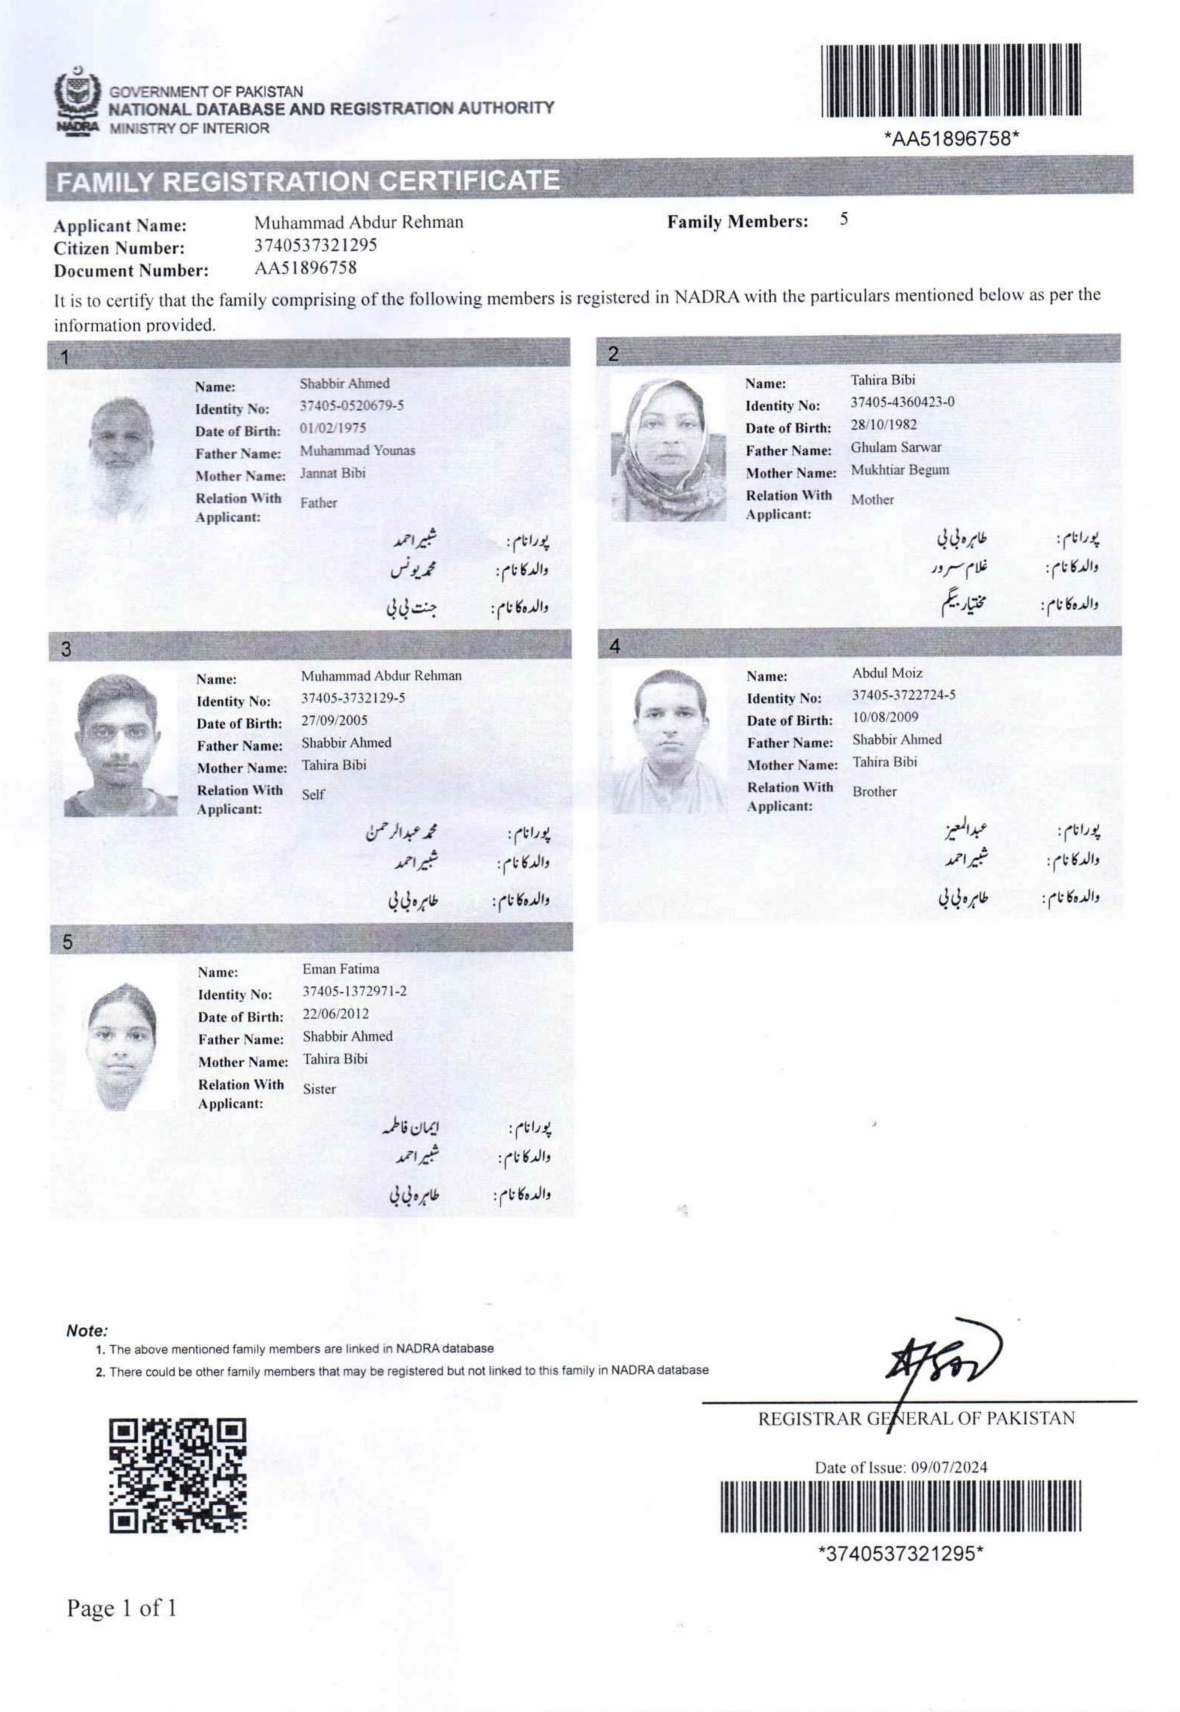 GOVERNMENT OF PAKISTAN
NATIONAL DATABASE AND REGISTRATION AUTHORITY
NADRA MINISTRY OF INTERIOR
*AA51896758*
FAMILY REGISTRATION CERTIFICATE
Applicant Name: Muhammad Abdur Rehman
Family Members: 5
Citizen Number: 3740537321295
Document Number: AA51896758
It is to certify that the family comprising of the following members is registered in NADRA with the particulars mentioned below as per the
information provided.
1
Name: Shabbir Ahmed
Identity No: 37405-0520679-5
Date of Birth: 01/02/1975
Father Name: Muhammad Younas
Mother Name: Jannat Bibi
Relation With Applicant: Father
پورا نام: شبیر احمد
والد کا نام: محمد یونس
والدہ کا نام: جنت بی بی
2
Name: Tahira Bibi
Identity No: 37405-4360423-0
Date of Birth: 28/10/1982
Father Name: Ghulam Sarwar
Mother Name: Mukhtiar Begum
Relation With Applicant: Mother
پورا نام: طاہرہ بی بی
والد کا نام: غلام سرور
والدہ کا نام: مختیار بیگم
3
Name: Muhammad Abdur Rehman
Identity No: 37405-3732129-5
Date of Birth: 27/09/2005
Father Name: Shabbir Ahmed
Mother Name: Tahira Bibi
Relation With Applicant: Self
پورا نام: محمد عبدالرحمٰن
والد کا نام: شبیر احمد
والدہ کا نام: طاہرہ بی بی
4
Name: Abdul Moiz
Identity No: 37405-3722724-5
Date of Birth: 10/08/2009
Father Name: Shabbir Ahmed
Mother Name: Tahira Bibi
Relation With Applicant: Brother
پورا نام: عبدالمعیز
والد کا نام: شبیر احمد
والدہ کا نام: طاہرہ بی بی
5
Name: Eman Fatima
Identity No: 37405-1372971-2
Date of Birth: 22/06/2012
Father Name: Shabbir Ahmed
Mother Name: Tahira Bibi
Relation With Applicant: Sister
پورا نام: ایمان فاطمہ
والد کا نام: شبیر احمد
والدہ کا نام: طاہرہ بی بی
Note:
1. The above mentioned family members are linked in NADRA database
2. There could be other family members that may be registered but not linked to this family in NADRA database
REGISTRAR GENERAL OF PAKISTAN
Date of Issue: 09/07/2024
*3740537321295*
Page 1 of 1